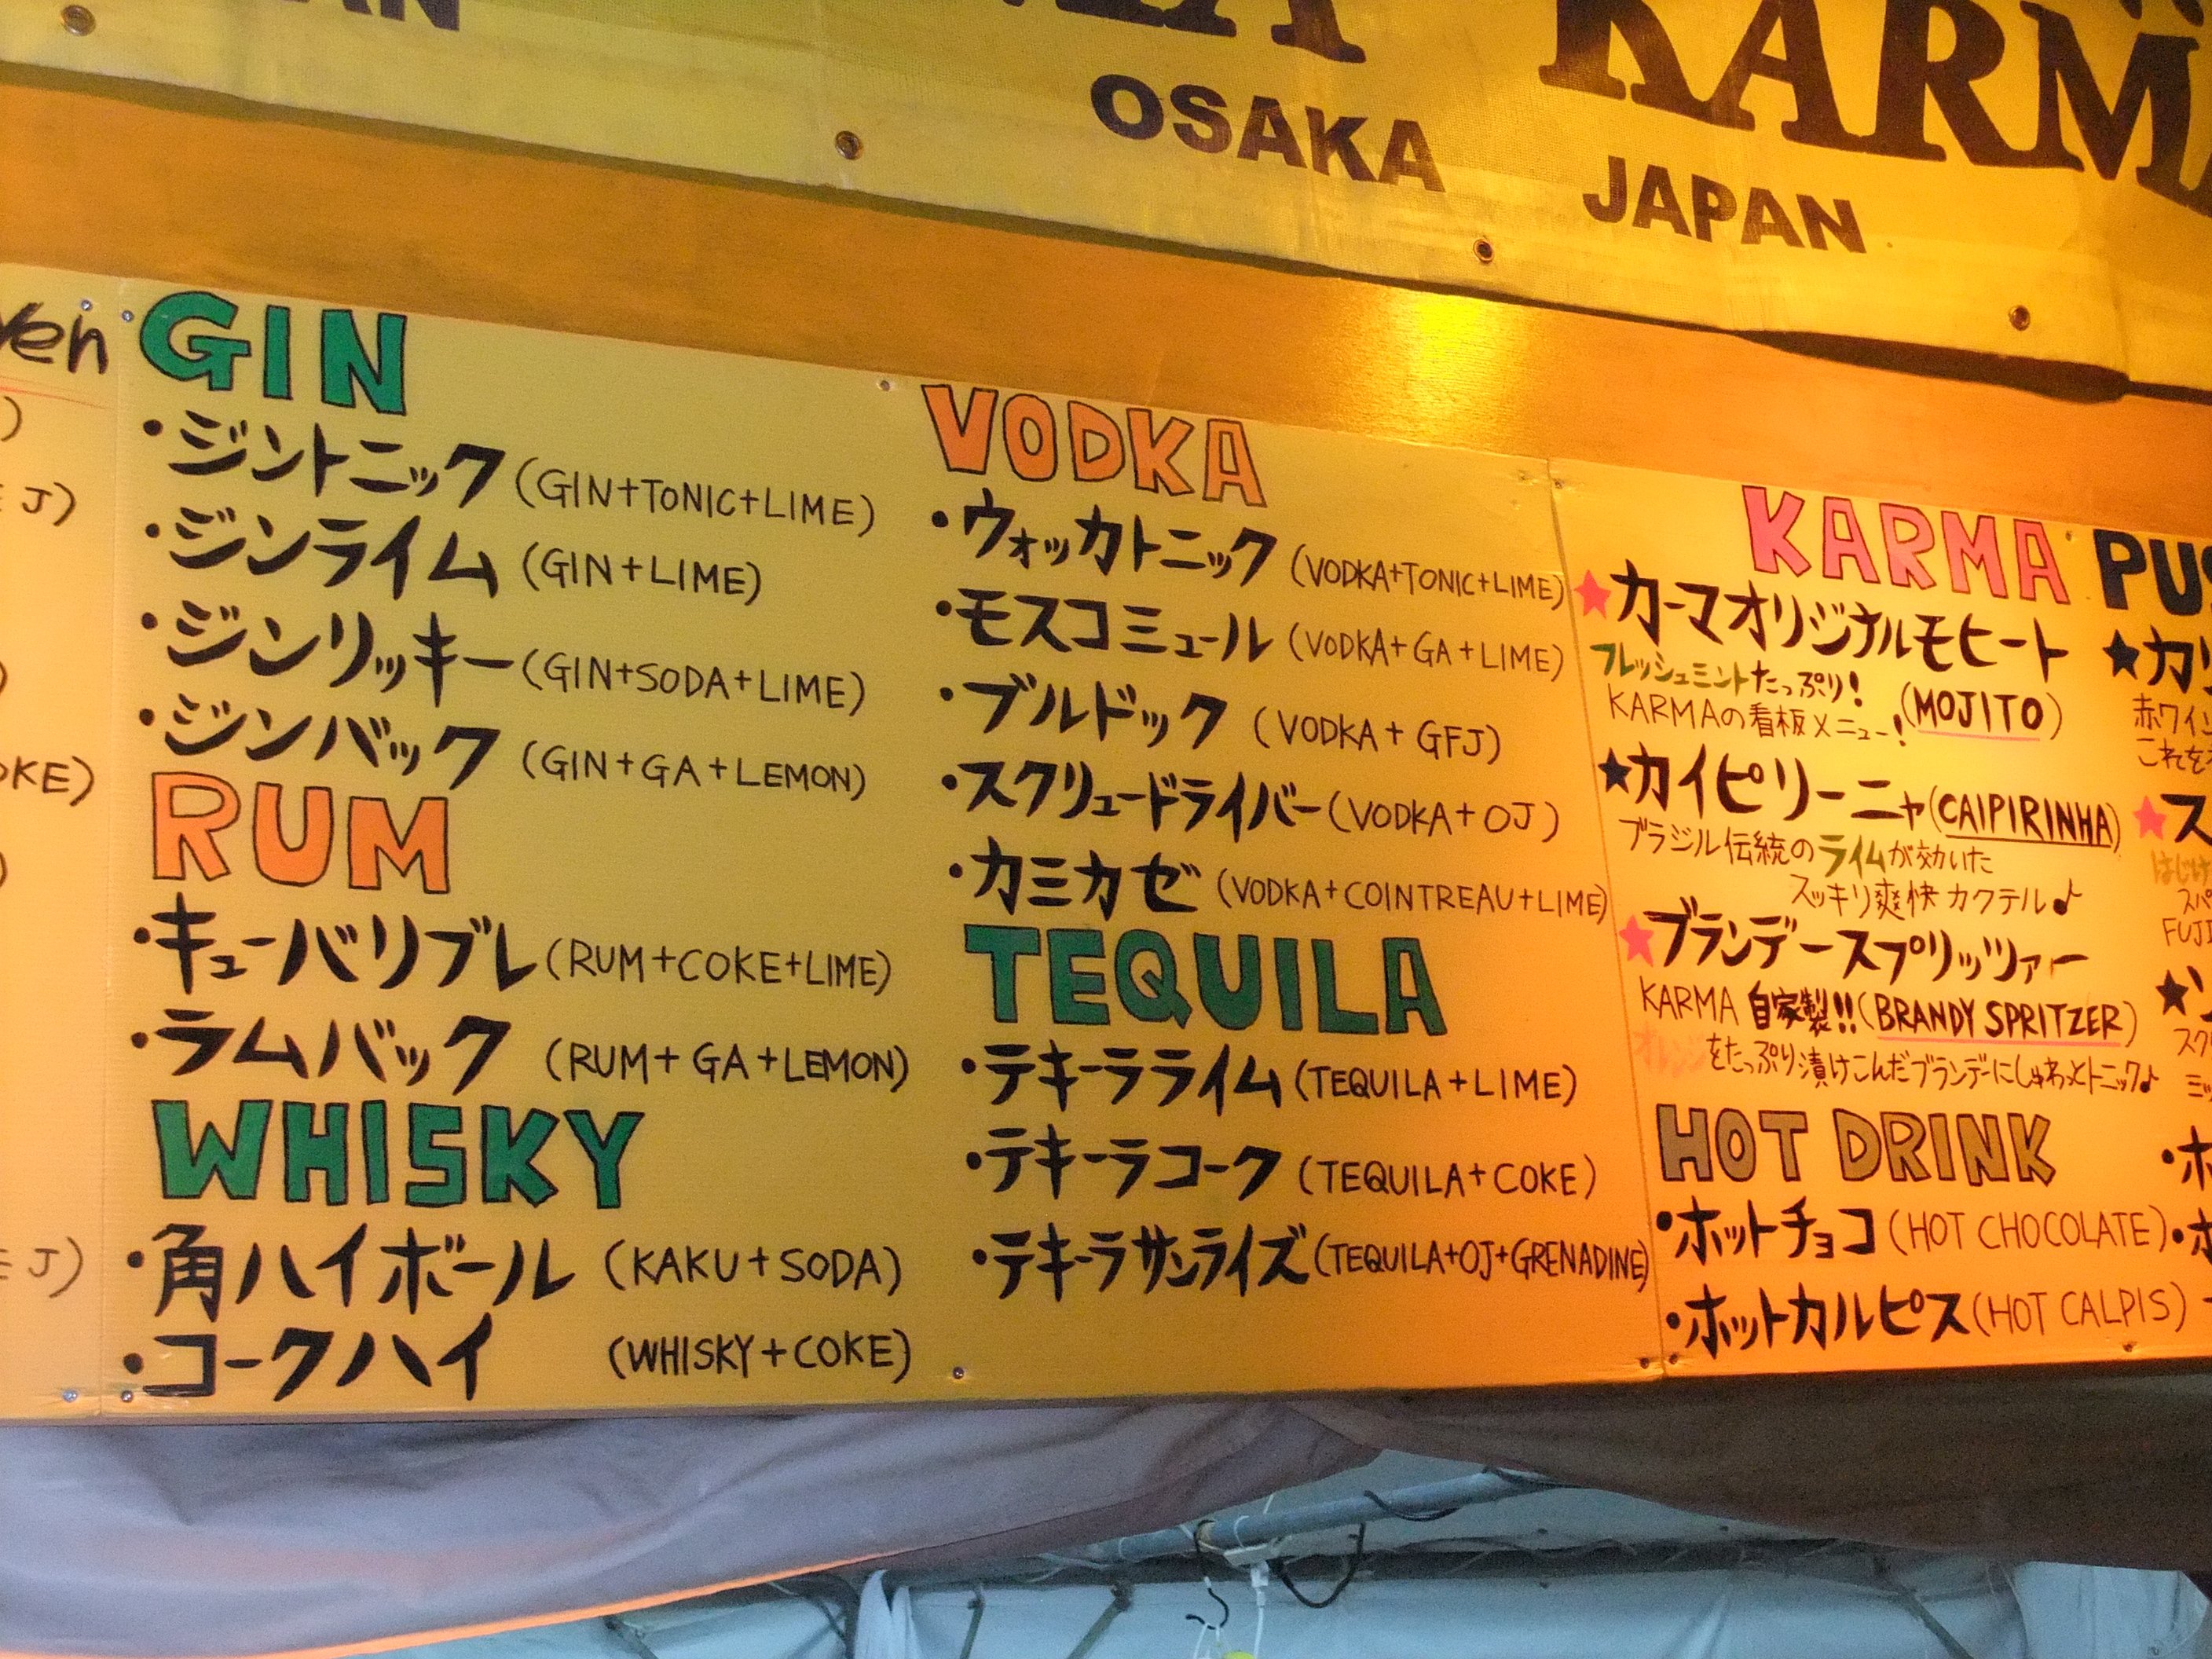 OSAKA
KARMA
JAPAN
yen
GIN
・ジントニック (GIN+TONIC+LIME)
・ジンライム (GIN+LIME)
・ジンリッキー (GIN+SODA+LIME)
・ジンバック (GIN+GA+LEMON)
RUM
・キューバリブレ (RUM+COKE+LIME)
・ラムバック (RUM+GA+LEMON)
WHISKY
・角ハイボール (KAKU+SODA)
・コークハイ (WHISKY+COKE)
VODKA
・ウォッカトニック (VODKA+TONIC+LIME)
・モスコミュール (VODKA+GA+LIME)
・ブルドック (VODKA+GFJ)
・スクリュードライバー (VODKA+OJ)
・カミカゼ (VODKA+COINTREAU+LIME)
TEQUILA
・テキーラライム (TEQUILA+LIME)
・テキーラコーク (TEQUILA+COKE)
・テキーラサンライズ (TEQUILA+OJ+GRENADINE)
KARMA PUS
★カーマオリジナルモヒート
フレッシュミントたっぷり!
KARMAの看板メニュー! (MOJITO)
★カイピリーニャ (CAIPIRINHA)
ブラジル伝統のライムが効いた
スッキリ爽快カクテル♪
★ブランデースプリッツァー
KARMA 自家製!! (BRANDY SPRITZER)
オレンジをたっぷり漬けこんだブランデーにしゅわっとトニック♪
HOT DRINK
・ホットチョコ (HOT CHOCOLATE)
・ホットカルピス (HOT CALPIS)